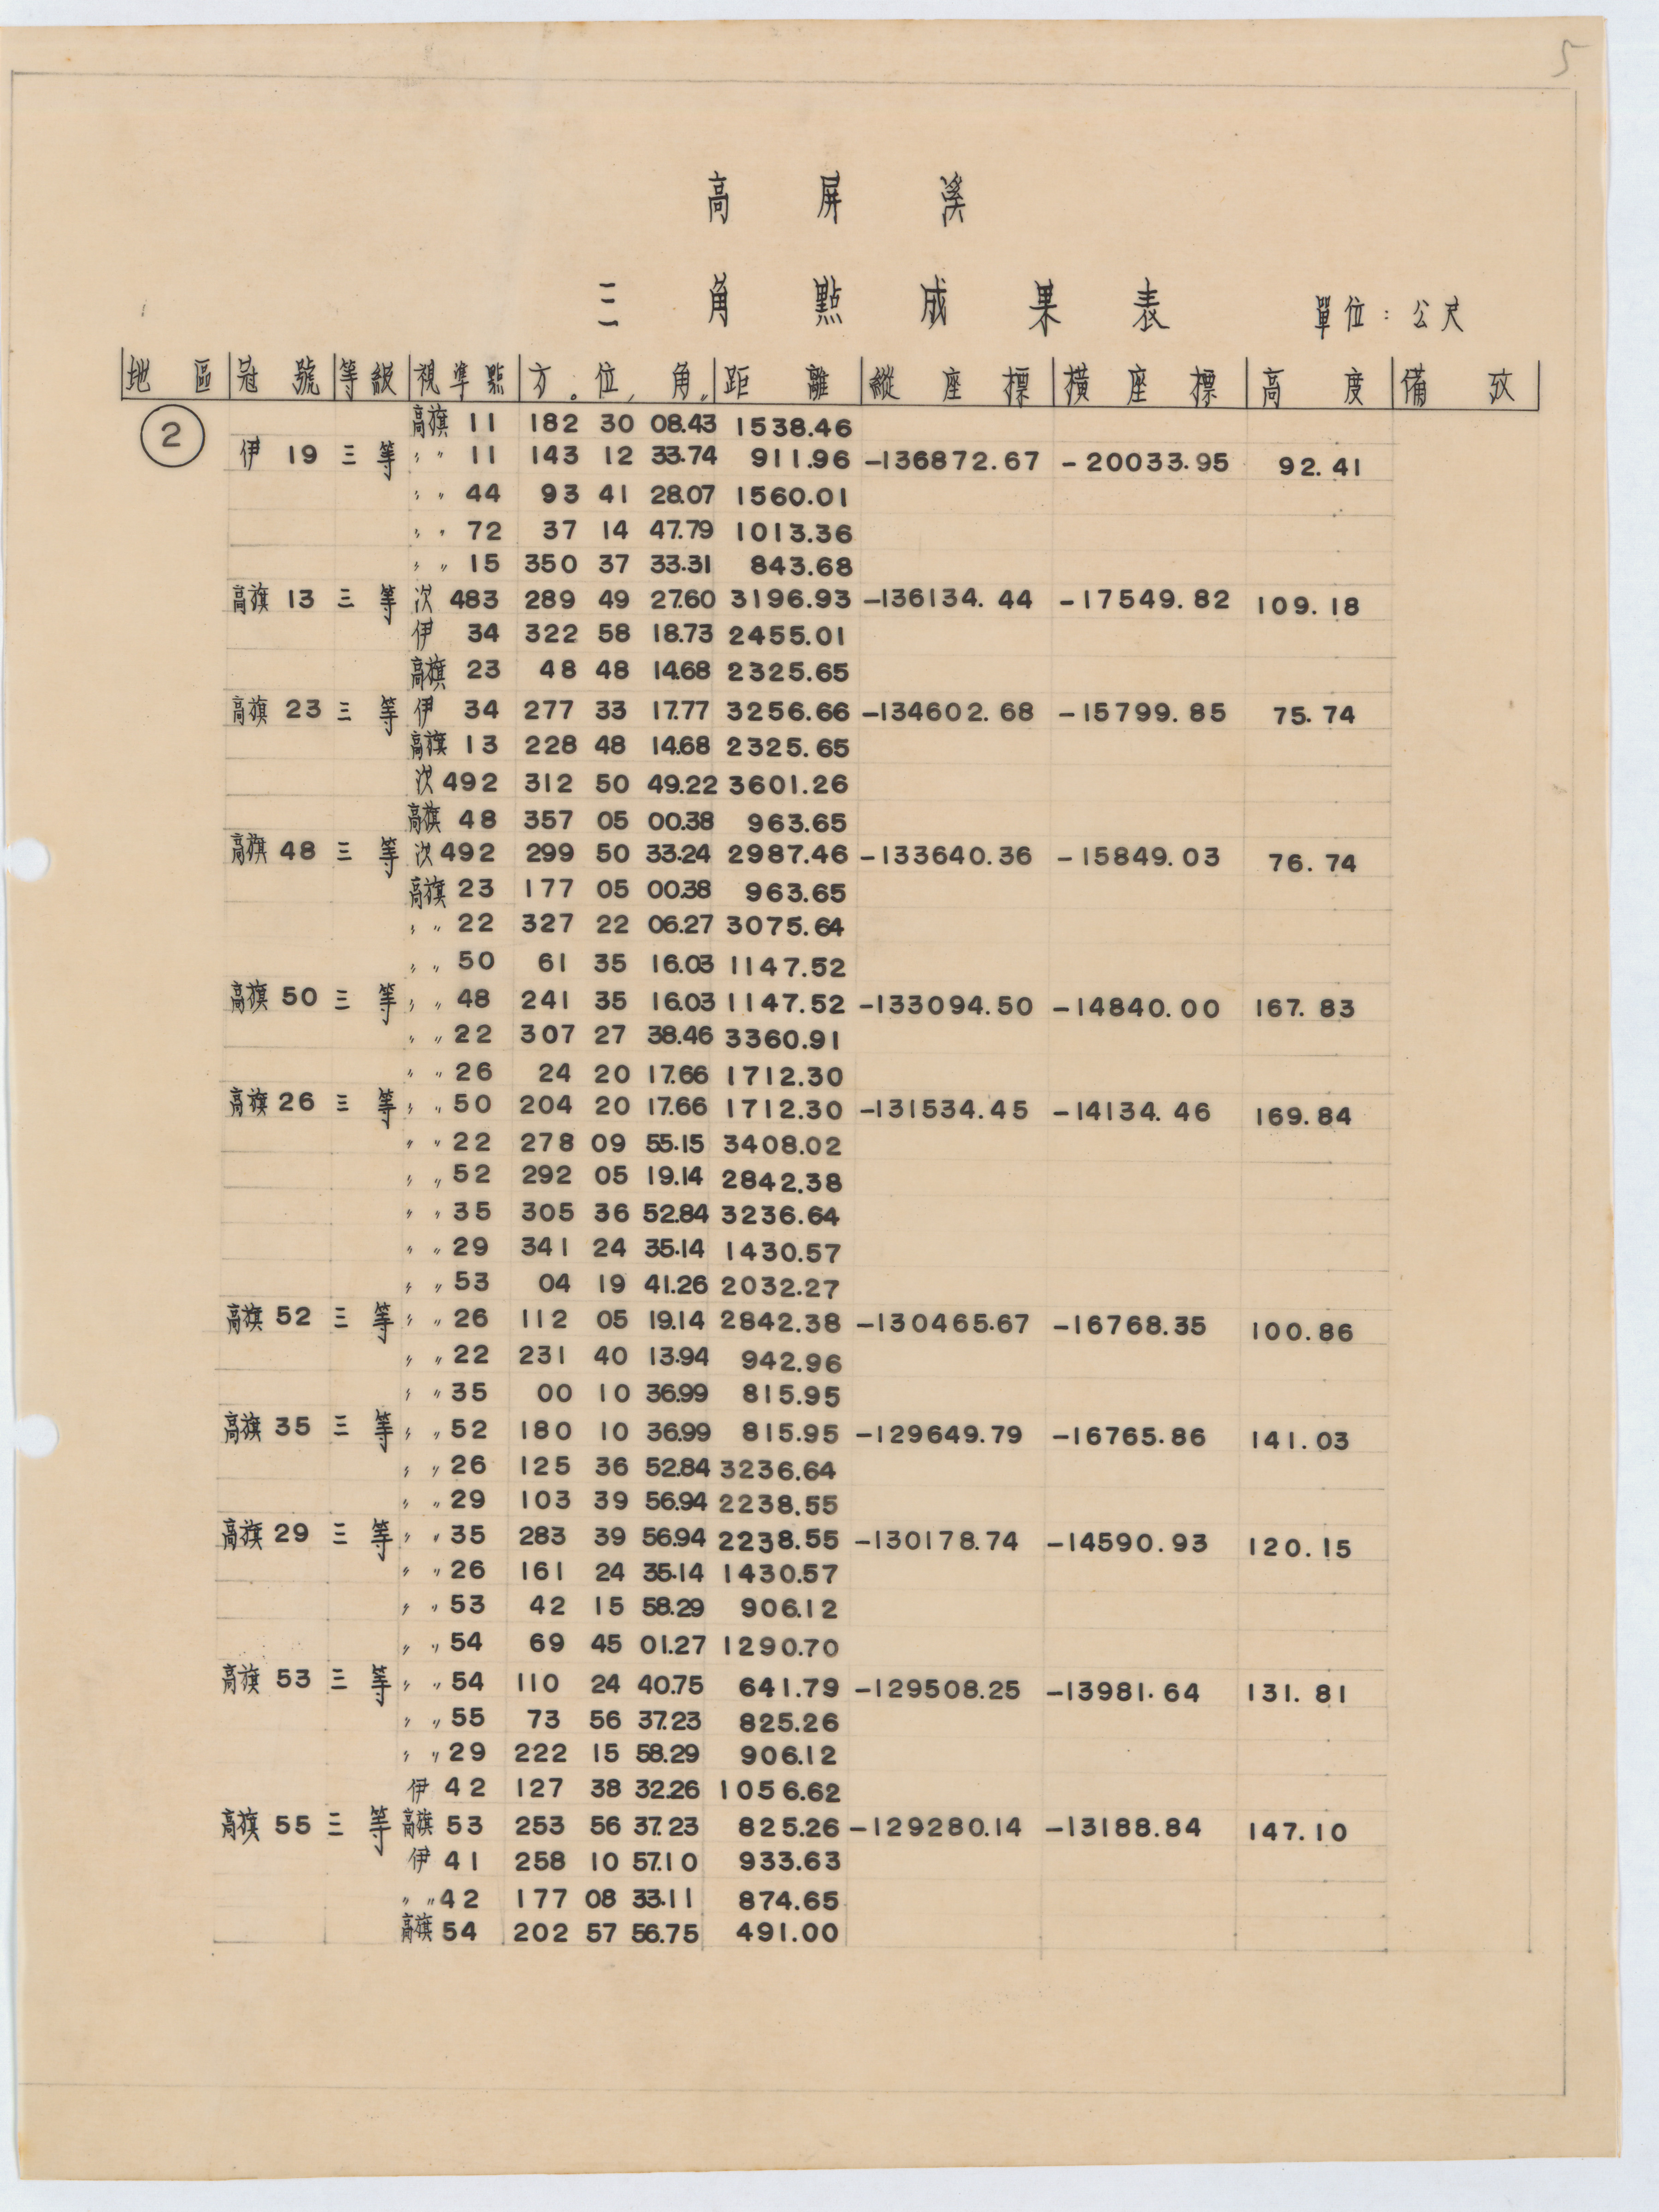 5
高屏溪
三角點成果表 單位:公尺
地區 冠號 等級 視準點 方。位，角〃 距離 縱座標 橫座標 高度 備攷
② 高旗 11 182 30 08.43 1538.46
伊 19 三等 〃 〃 11 143 12 33.74 911.96 -136872.67 -20033.95 92.41
〃 〃 44 93 41 28.07 1560.01
〃 〃 72 37 14 47.79 1013.36
〃 〃 15 350 37 33.31 843.68
高旗 13 三等 次 483 289 49 27.60 3196.93 -136134.44 -17549.82 109.18
伊 34 322 58 18.73 2455.01
高旗 23 48 48 14.68 2325.65
高旗 23 三等 伊 34 277 33 17.77 3256.66 -134602.68 -15799.85 75.74
高旗 13 228 48 14.68 2325.65
次 492 312 50 49.22 3601.26
高旗 48 357 05 00.38 963.65
高旗 48 三等 次 492 299 50 33.24 2987.46 -133640.36 -15849.03 76.74
高旗 23 177 05 00.38 963.65
〃 〃 22 327 22 06.27 3075.64
〃 〃 50 61 35 16.03 1147.52
高旗 50 三等 〃 〃 48 241 35 16.03 1147.52 -133094.50 -14840.00 167.83
〃 〃 22 307 27 38.46 3360.91
〃 〃 26 24 20 17.66 1712.30
高旗 26 三等 〃 〃 50 204 20 17.66 1712.30 -131534.45 -14134.46 169.84
〃 〃 22 278 09 55.15 3408.02
〃 〃 52 292 05 19.14 2842.38
〃 〃 35 305 36 52.84 3236.64
〃 〃 29 341 24 35.14 1430.57
〃 〃 53 04 19 41.26 2032.27
高旗 52 三等 〃 〃 26 112 05 19.14 2842.38 -130465.67 -16768.35 100.86
〃 〃 22 231 40 13.94 942.96
〃 〃 35 00 10 36.99 815.95
高旗 35 三等 〃 〃 52 180 10 36.99 815.95 -129649.79 -16765.86 141.03
〃 〃 26 125 36 52.84 3236.64
〃 〃 29 103 39 56.94 2238.55
高旗 29 三等 〃 〃 35 283 39 56.94 2238.55 -130178.74 -14590.93 120.15
〃 〃 26 161 24 35.14 1430.57
〃 〃 53 42 15 58.29 906.12
〃 〃 54 69 45 01.27 1290.70
高旗 53 三等 〃 〃 54 110 24 40.75 641.79 -129508.25 -13981.64 131.81
〃 〃 55 73 56 37.23 825.26
〃 〃 29 222 15 58.29 906.12
伊 42 127 38 32.26 1056.62
高旗 55 三等 高旗 53 253 56 37.23 825.26 -129280.14 -13188.84 147.10
伊 41 258 10 57.10 933.63
〃 〃 42 177 08 33.11 874.65
高旗 54 202 57 56.75 491.00